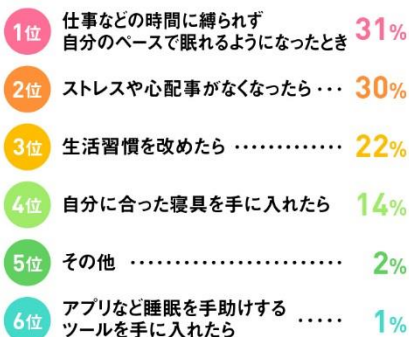 1位 仕事などの時間に縛られず
自分のペースで眠れるようになったとき 31%
2位 ストレスや心配事がなくなったら ・・・ 30%
3位 生活習慣を改めたら ・・・・・・・・・・・・・ 22%
4位 自分に合った寝具を手に入れたら 14%
5位 その他 ・・・・・・・・・・・・・・・・・・・・・・・・ 2%
6位 アプリなど睡眠を手助けする
ツールを手に入れたら ・・・・・ 1%